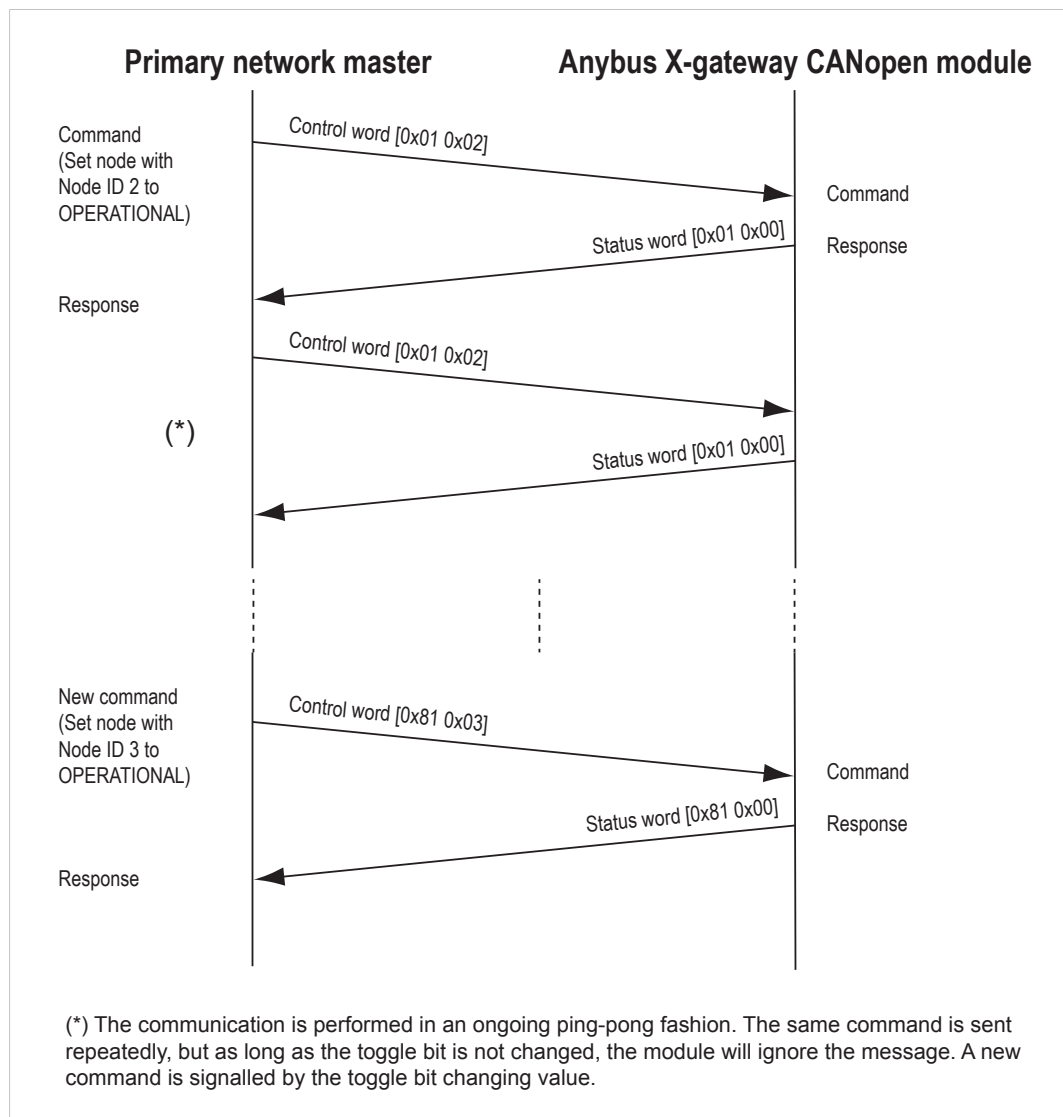 Primary network master
Anybus X-gateway CANopen module
Command
(Set node with
Node ID 2 to
OPERATIONAL)
Control word [0x01 0x02]
Command
Status word [0x01 0x00]
Response
Response
Control word [0x01 0x02]
(*)
Status word [0x01 0x00]
New command
(Set node with
Node ID 3 to
OPERATIONAL)
Control word [0x81 0x03]
Command
Status word [0x81 0x00]
Response
Response
(*) The communication is performed in an ongoing ping-pong fashion. The same command is sent
repeatedly, but as long as the toggle bit is not changed, the module will ignore the message. A new
command is signalled by the toggle bit changing value.